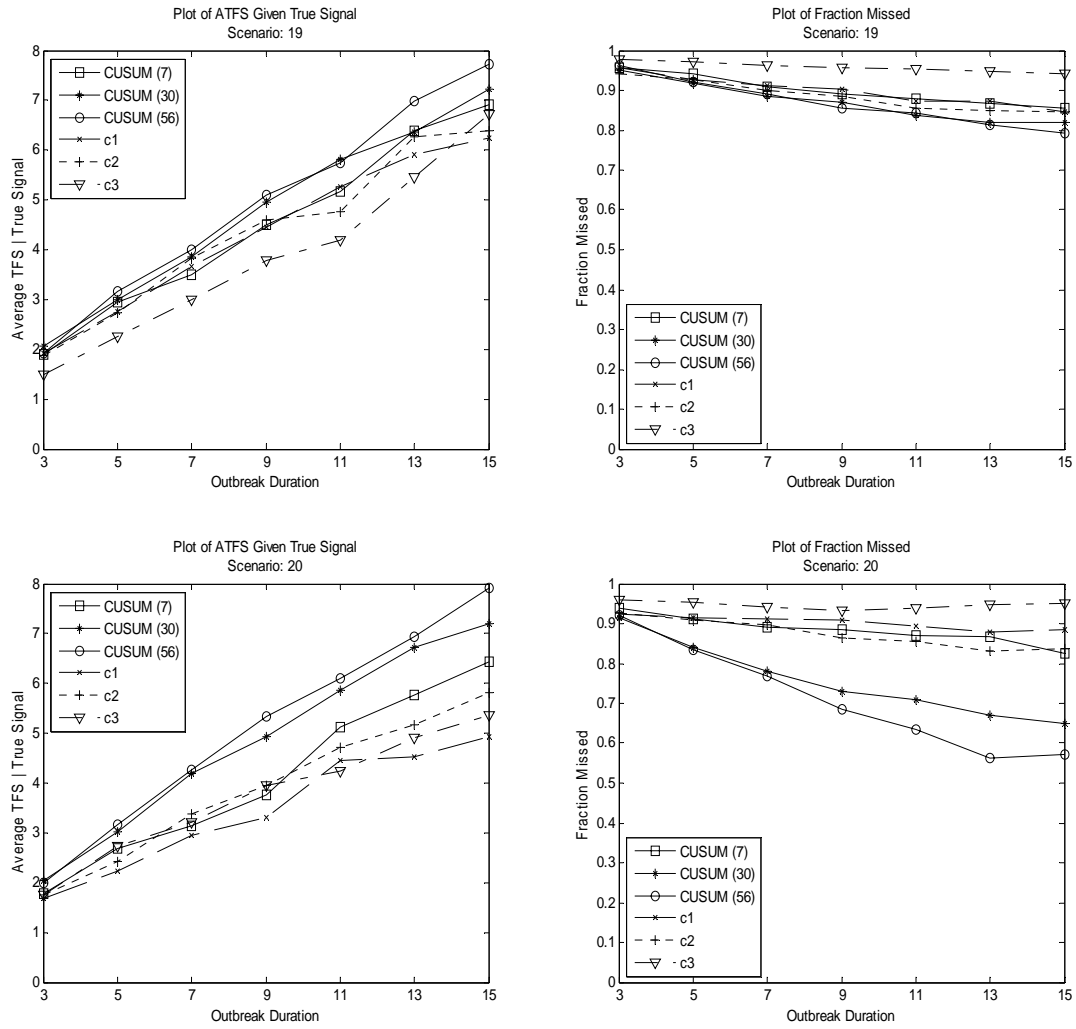 Plot of ATFS Given True Signal
Scenario: 19
8
7
6
5
4
3
2
1
0
Average TFS | True Signal
CUSUM (7)
CUSUM (30)
CUSUM (56)
c1
c2
c3
3 5 7 9 11 13 15
Outbreak Duration
Plot of Fraction Missed
Scenario: 19
1
0.9
0.8
0.7
0.6
0.5
0.4
0.3
0.2
0.1
0
Fraction Missed
CUSUM (7)
CUSUM (30)
CUSUM (56)
c1
c2
c3
3 5 7 9 11 13 15
Outbreak Duration
Plot of ATFS Given True Signal
Scenario: 20
8
7
6
5
4
3
2
1
0
Average TFS | True Signal
CUSUM (7)
CUSUM (30)
CUSUM (56)
c1
c2
c3
3 5 7 9 11 13 15
Outbreak Duration
Plot of Fraction Missed
Scenario: 20
1
0.9
0.8
0.7
0.6
0.5
0.4
0.3
0.2
0.1
0
Fraction Missed
CUSUM (7)
CUSUM (30)
CUSUM (56)
c1
c2
c3
3 5 7 9 11 13 15
Outbreak Duration